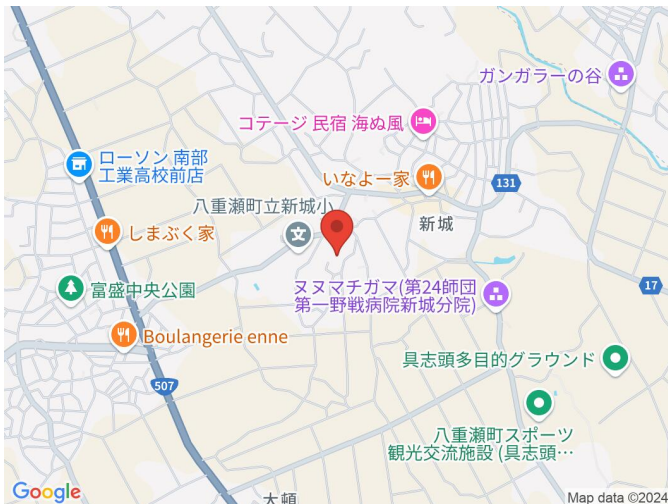 ガンガラーの谷
コテージ 民宿 海ぬ風
ローソン 南部
工業高校前店
いなよー家
131
八重瀬町立新城小
新城
しまぶく家
ヌヌマチガマ(第24師団
第一野戦病院新城分院)
17
富盛中央公園
Boulangerie enne
具志頭多目的グラウンド
507
八重瀬町スポーツ
観光交流施設 (具志頭…
大頓
Google
Map data ©2024